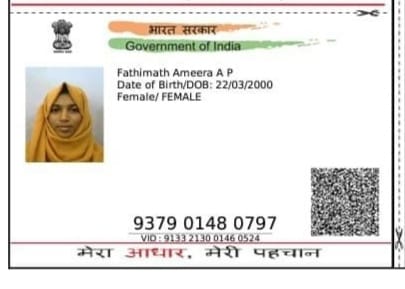 भारत सरकार
Government of India
Fathimath Ameera A P
Date of Birth/DOB: 22/03/2000
Female/ FEMALE
9379 0148 0797
VID : 9133 2130 0146 0524
मेरा आधार, मेरी पहचान